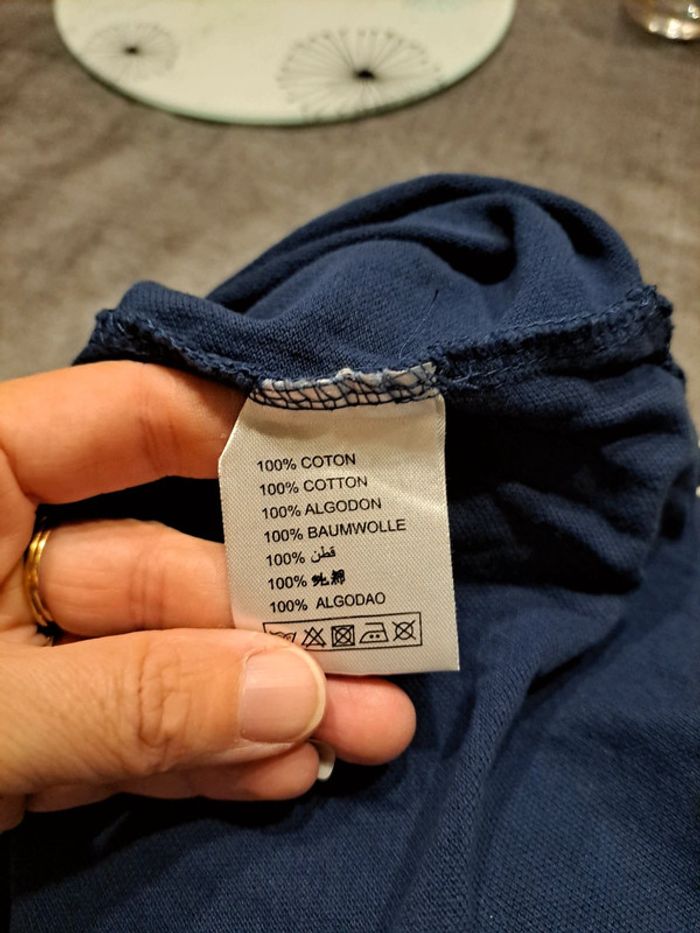 100% COTON
100% COTTON
100% ALGODON
100% BAUMWOLLE
100% قطن
100% 纯棉
100% ALGODAO